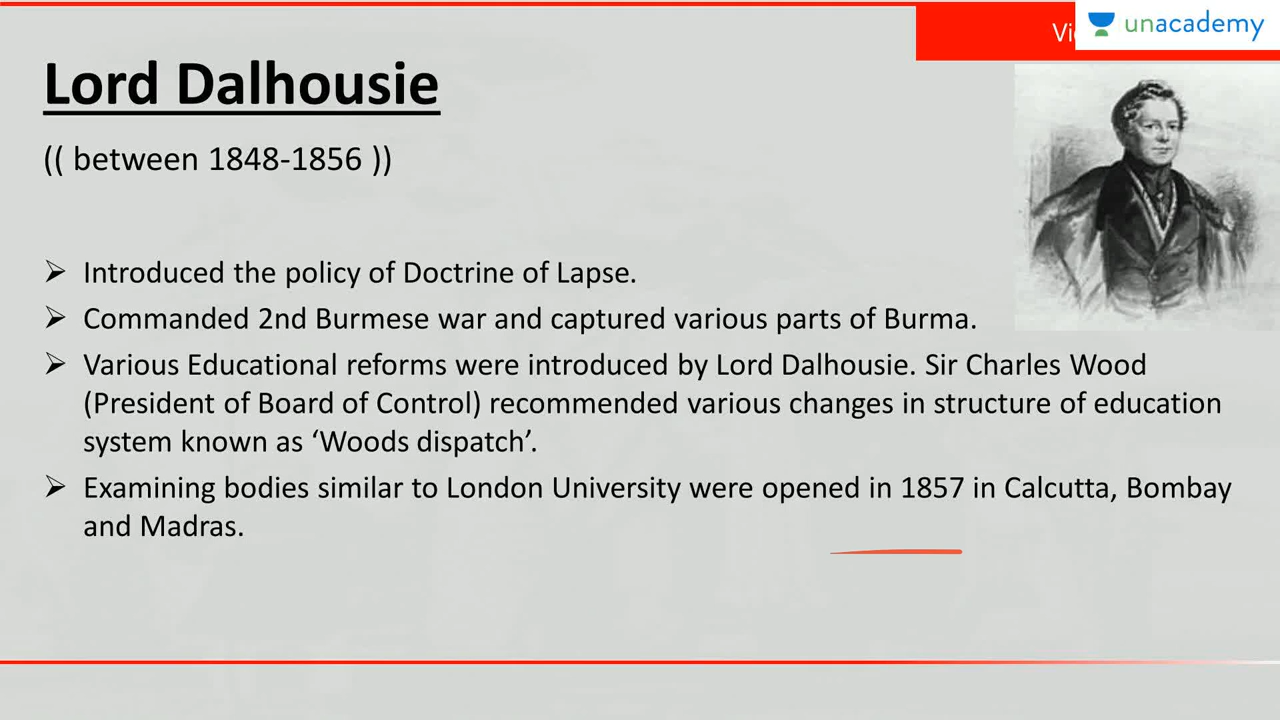 Vi
unacademy
Lord Dalhousie
(( between 1848-1856 ))
➢ Introduced the policy of Doctrine of Lapse.
➢ Commanded 2nd Burmese war and captured various parts of Burma.
➢ Various Educational reforms were introduced by Lord Dalhousie. Sir Charles Wood
(President of Board of Control) recommended various changes in structure of education
system known as ‘Woods dispatch’.
➢ Examining bodies similar to London University were opened in 1857 in Calcutta, Bombay
and Madras.